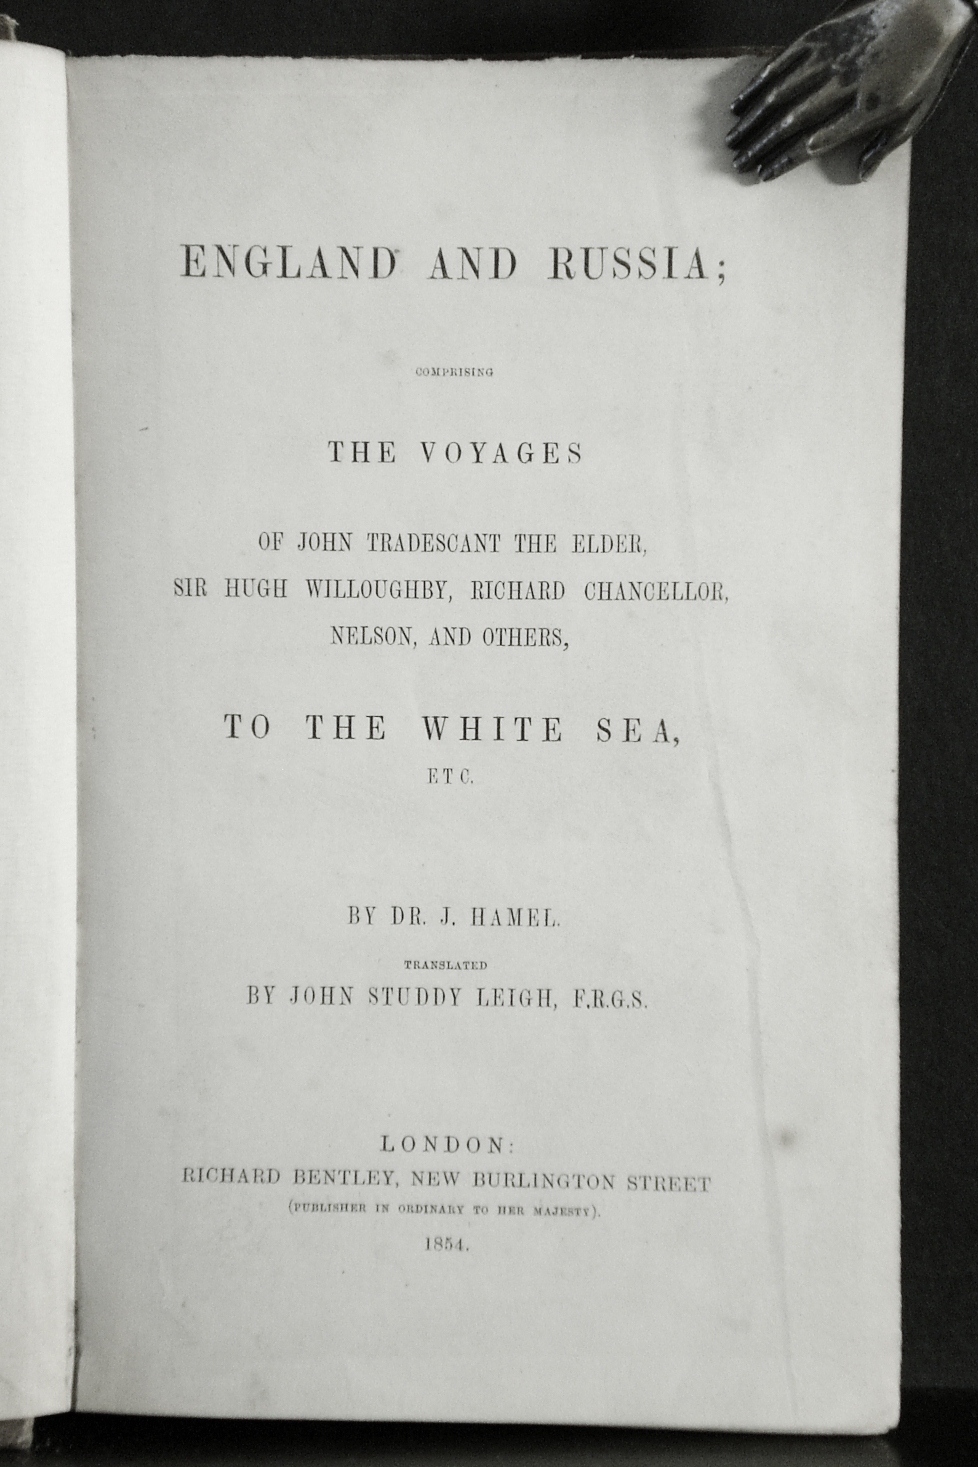 ENGLAND AND RUSSIA;
COMPRISING
THE VOYAGES
OF JOHN TRADESCANT THE ELDER,
SIR HUGH WILLOUGHBY, RICHARD CHANCELLOR,
NELSON, AND OTHERS,
TO THE WHITE SEA,
ETC.
BY DR. J. HAMEL.
TRANSLATED
BY JOHN STUDDY LEIGH, F.R.G.S.
LONDON:
RICHARD BENTLEY, NEW BURLINGTON STREET
(PUBLISHER IN ORDINARY TO HER MAJESTY).
1854.